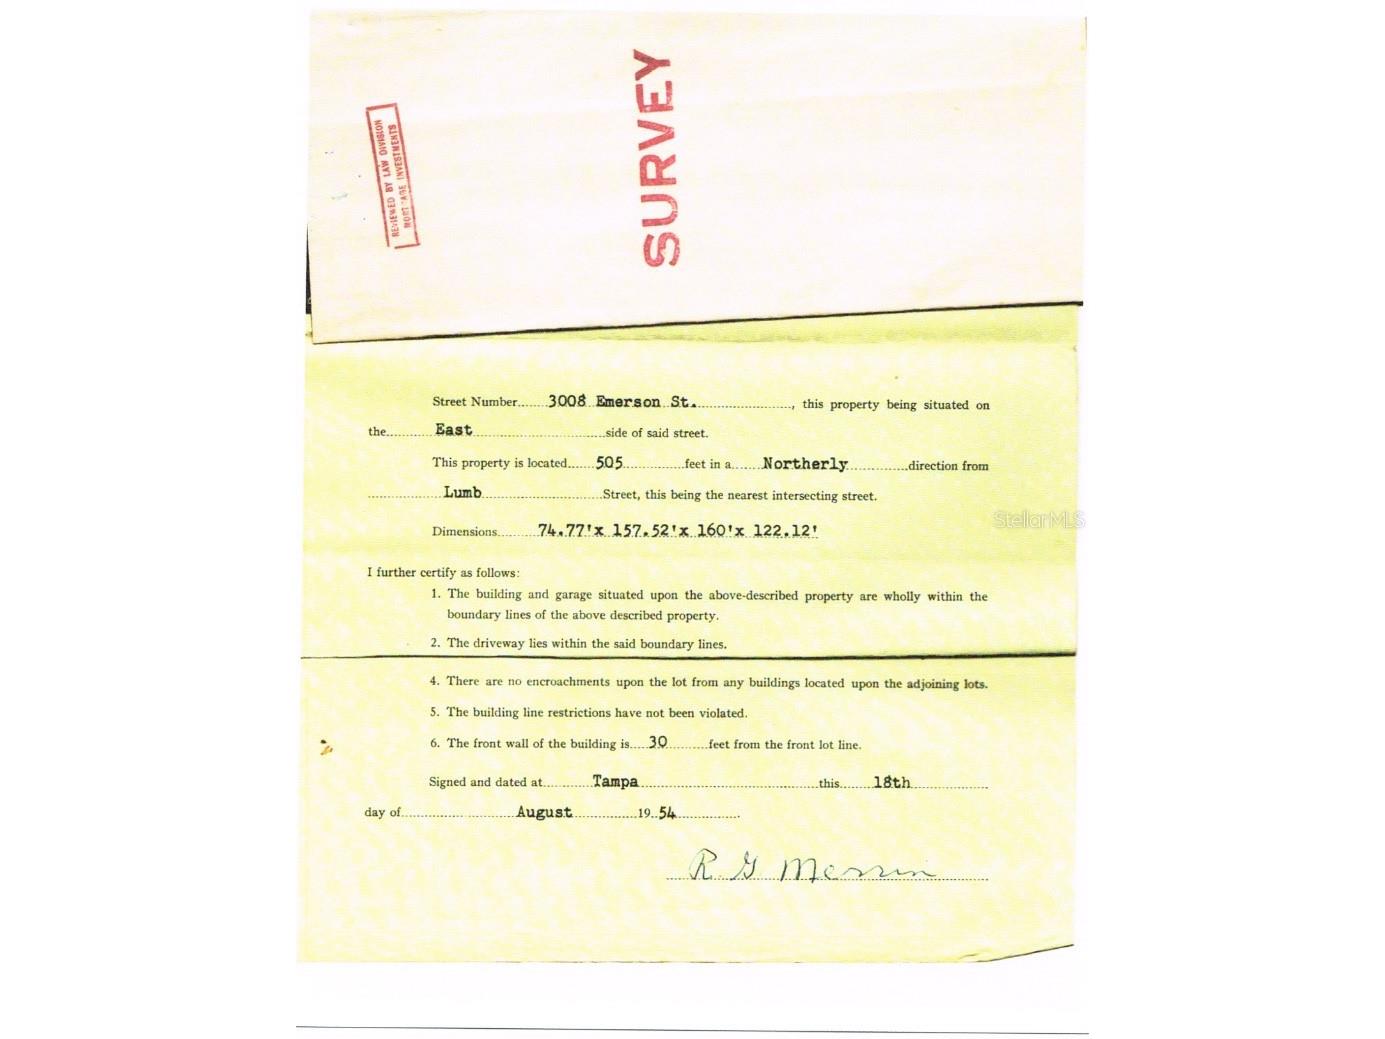 SURVEY
REVIEWED BY LAW DIVISION
MORTGAGE INVESTMENTS
Street Number 3008 Emerson St. , this property being situated on
the East side of said street.
This property is located 505 feet in a Northerly direction from
Lumb Street, this being the nearest intersecting street.
StellarMLS
Dimensions 74.77'x 157.52'x 160'x 122.12'
I further certify as follows:
1. The building and garage situated upon the above-described property are wholly within the
boundary lines of the above described property.
2. The driveway lies within the said boundary lines.
4. There are no encroachments upon the lot from any buildings located upon the adjoining lots.
5. The building line restrictions have not been violated.
6. The front wall of the building is 30 feet from the front lot line.
Signed and dated at Tampa this 18th
day of August 19 54 .
R G Merrin